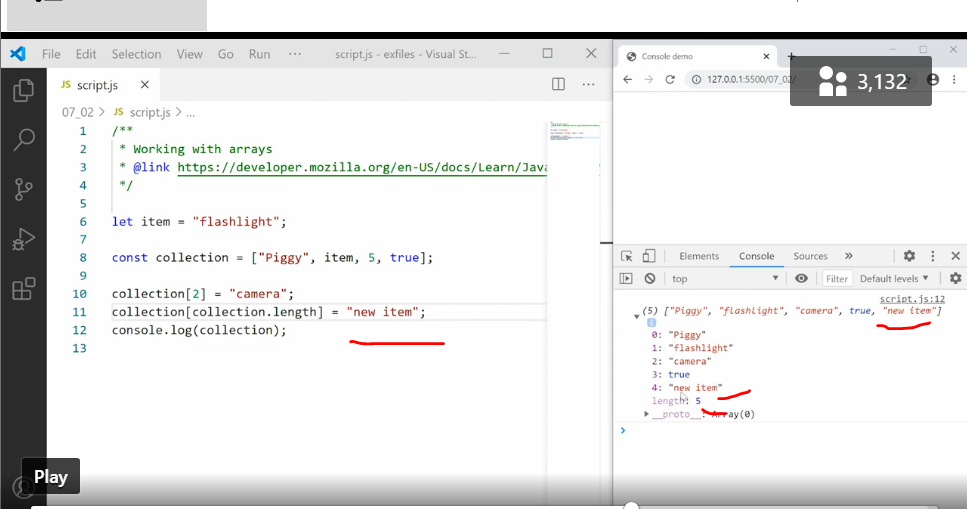 File Edit Selection View Go Run ··· script.js - exfiles - Visual St...
JS script.js
07_02 > JS script.js > ...
1 /**
2 * Working with arrays
3 * @link https://developer.mozilla.org/en-US/docs/Learn/Java
4 */
5
6 let item = "flashlight";
7
8 const collection = ["Piggy", item, 5, true];
9
10 collection[2] = "camera";
11 collection[collection.length] = "new item";
12 console.log(collection);
13
Play
Console demo
127.0.0.1:5500/07_02/
3,132
Elements Console Sources »
top Filter Default levels ▼
script.js:12
(5) ["Piggy", "flashlight", "camera", true, "new item"]
0: "Piggy"
1: "flashlight"
2: "camera"
3: true
4: "new item"
length: 5
__proto__: Array(0)